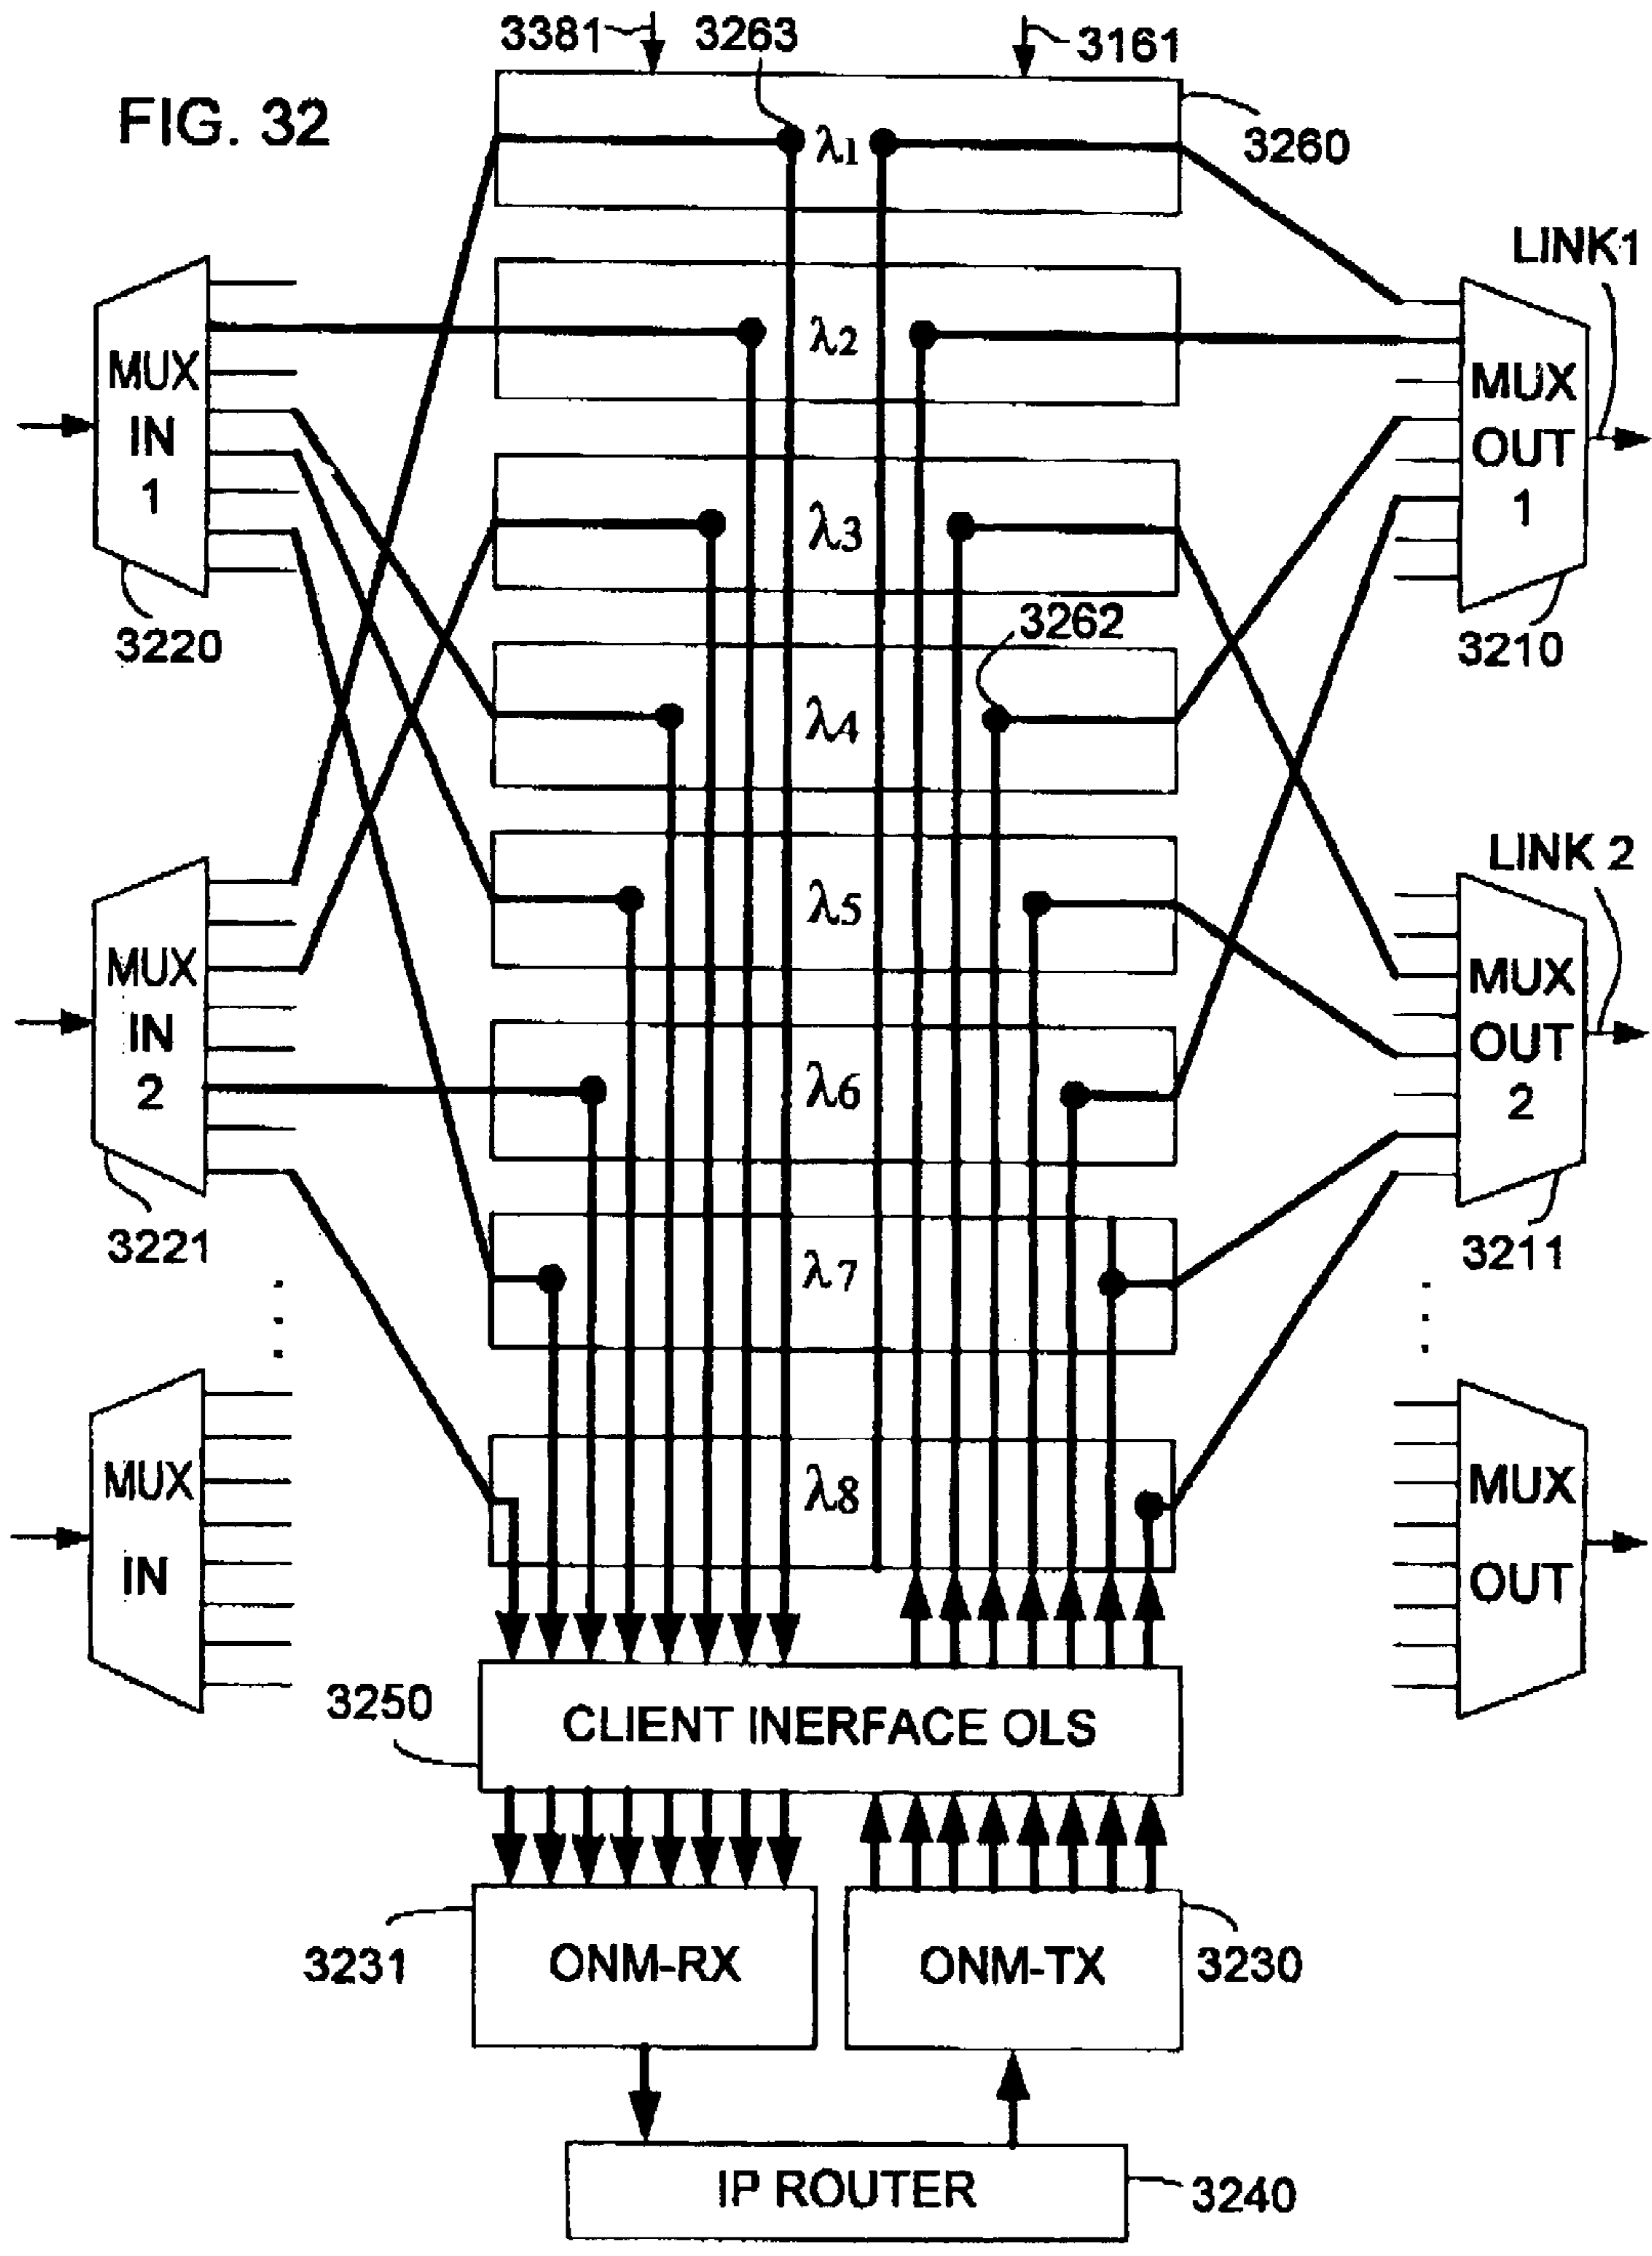 3381
3263
3161
FIG. 32
λ1
3260
LINK1
λ2
MUX
IN
1
MUX
OUT
1
λ3
3220
3262
3210
λ4
LINK 2
λ5
MUX
IN
2
MUX
OUT
2
λ6
3221
3211
λ7
λ8
MUX
IN
MUX
OUT
3250
CLIENT INERFACE OLS
3231
ONM-RX
ONM-TX
3230
IP ROUTER
3240